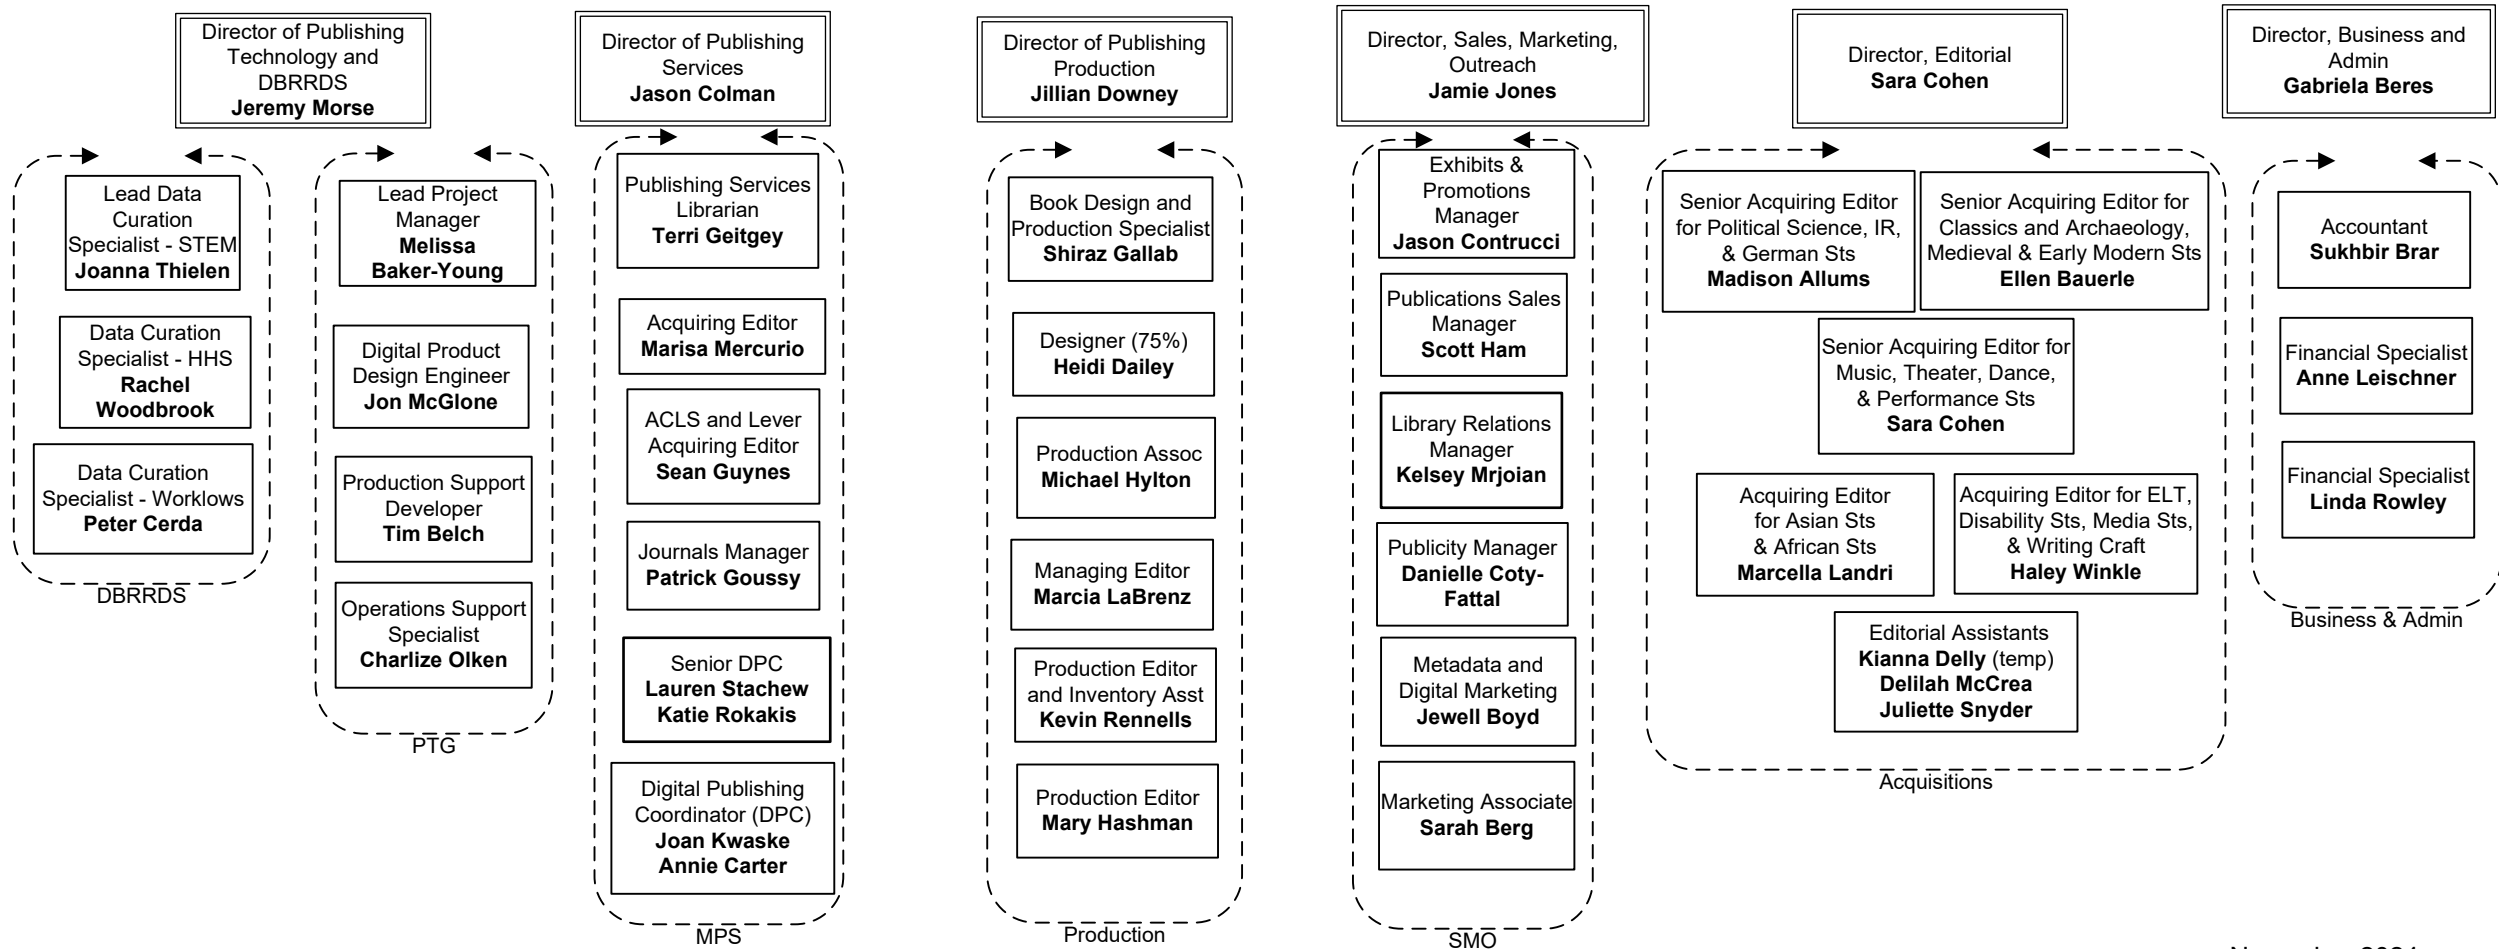 Director of Publishing
Technology and
DBRRDS
Jeremy Morse
Lead Data
Curation
Specialist - STEM
Joanna Thielen
Data Curation
Specialist - HHS
Rachel
Woodbrook
Data Curation
Specialist - Worklows
Peter Cerda
DBRRDS
Lead Project
Manager
Melissa
Baker-Young
Digital Product
Design Engineer
Jon McGlone
Production Support
Developer
Tim Belch
Operations Support
Specialist
Charlize Olken
PTG
Director of Publishing
Services
Jason Colman
Publishing Services
Librarian
Terri Geitgey
Acquiring Editor
Marisa Mercurio
ACLS and Lever
Acquiring Editor
Sean Guynes
Journals Manager
Patrick Goussy
Senior DPC
Lauren Stachew
Katie Rokakis
Digital Publishing
Coordinator (DPC)
Joan Kwaske
Annie Carter
MPS
Director of Publishing
Production
Jillian Downey
Book Design and
Production Specialist
Shiraz Gallab
Designer (75%)
Heidi Dailey
Production Assoc
Michael Hylton
Managing Editor
Marcia LaBrenz
Production Editor
and Inventory Asst
Kevin Rennells
Production Editor
Mary Hashman
Production
Director, Sales, Marketing,
Outreach
Jamie Jones
Exhibits &
Promotions
Manager
Jason Contrucci
Publications Sales
Manager
Scott Ham
Library Relations
Manager
Kelsey Mrjoian
Publicity Manager
Danielle Coty-
Fattal
Metadata and
Digital Marketing
Jewell Boyd
Marketing Associate
Sarah Berg
SMO
Director, Editorial
Sara Cohen
Senior Acquiring Editor
for Political Science, IR,
& German Sts
Madison Allums
Senior Acquiring Editor for
Classics and Archaeology,
Medieval & Early Modern Sts
Ellen Bauerle
Senior Acquiring Editor for
Music, Theater, Dance,
& Performance Sts
Sara Cohen
Acquiring Editor
for Asian Sts
& African Sts
Marcella Landri
Acquiring Editor for ELT,
Disability Sts, Media Sts,
& Writing Craft
Haley Winkle
Editorial Assistants
Kianna Delly (temp)
Delilah McCrea
Juliette Snyder
Acquisitions
Director, Business and
Admin
Gabriela Beres
Accountant
Sukhbir Brar
Financial Specialist
Anne Leischner
Financial Specialist
Linda Rowley
Business & Admin